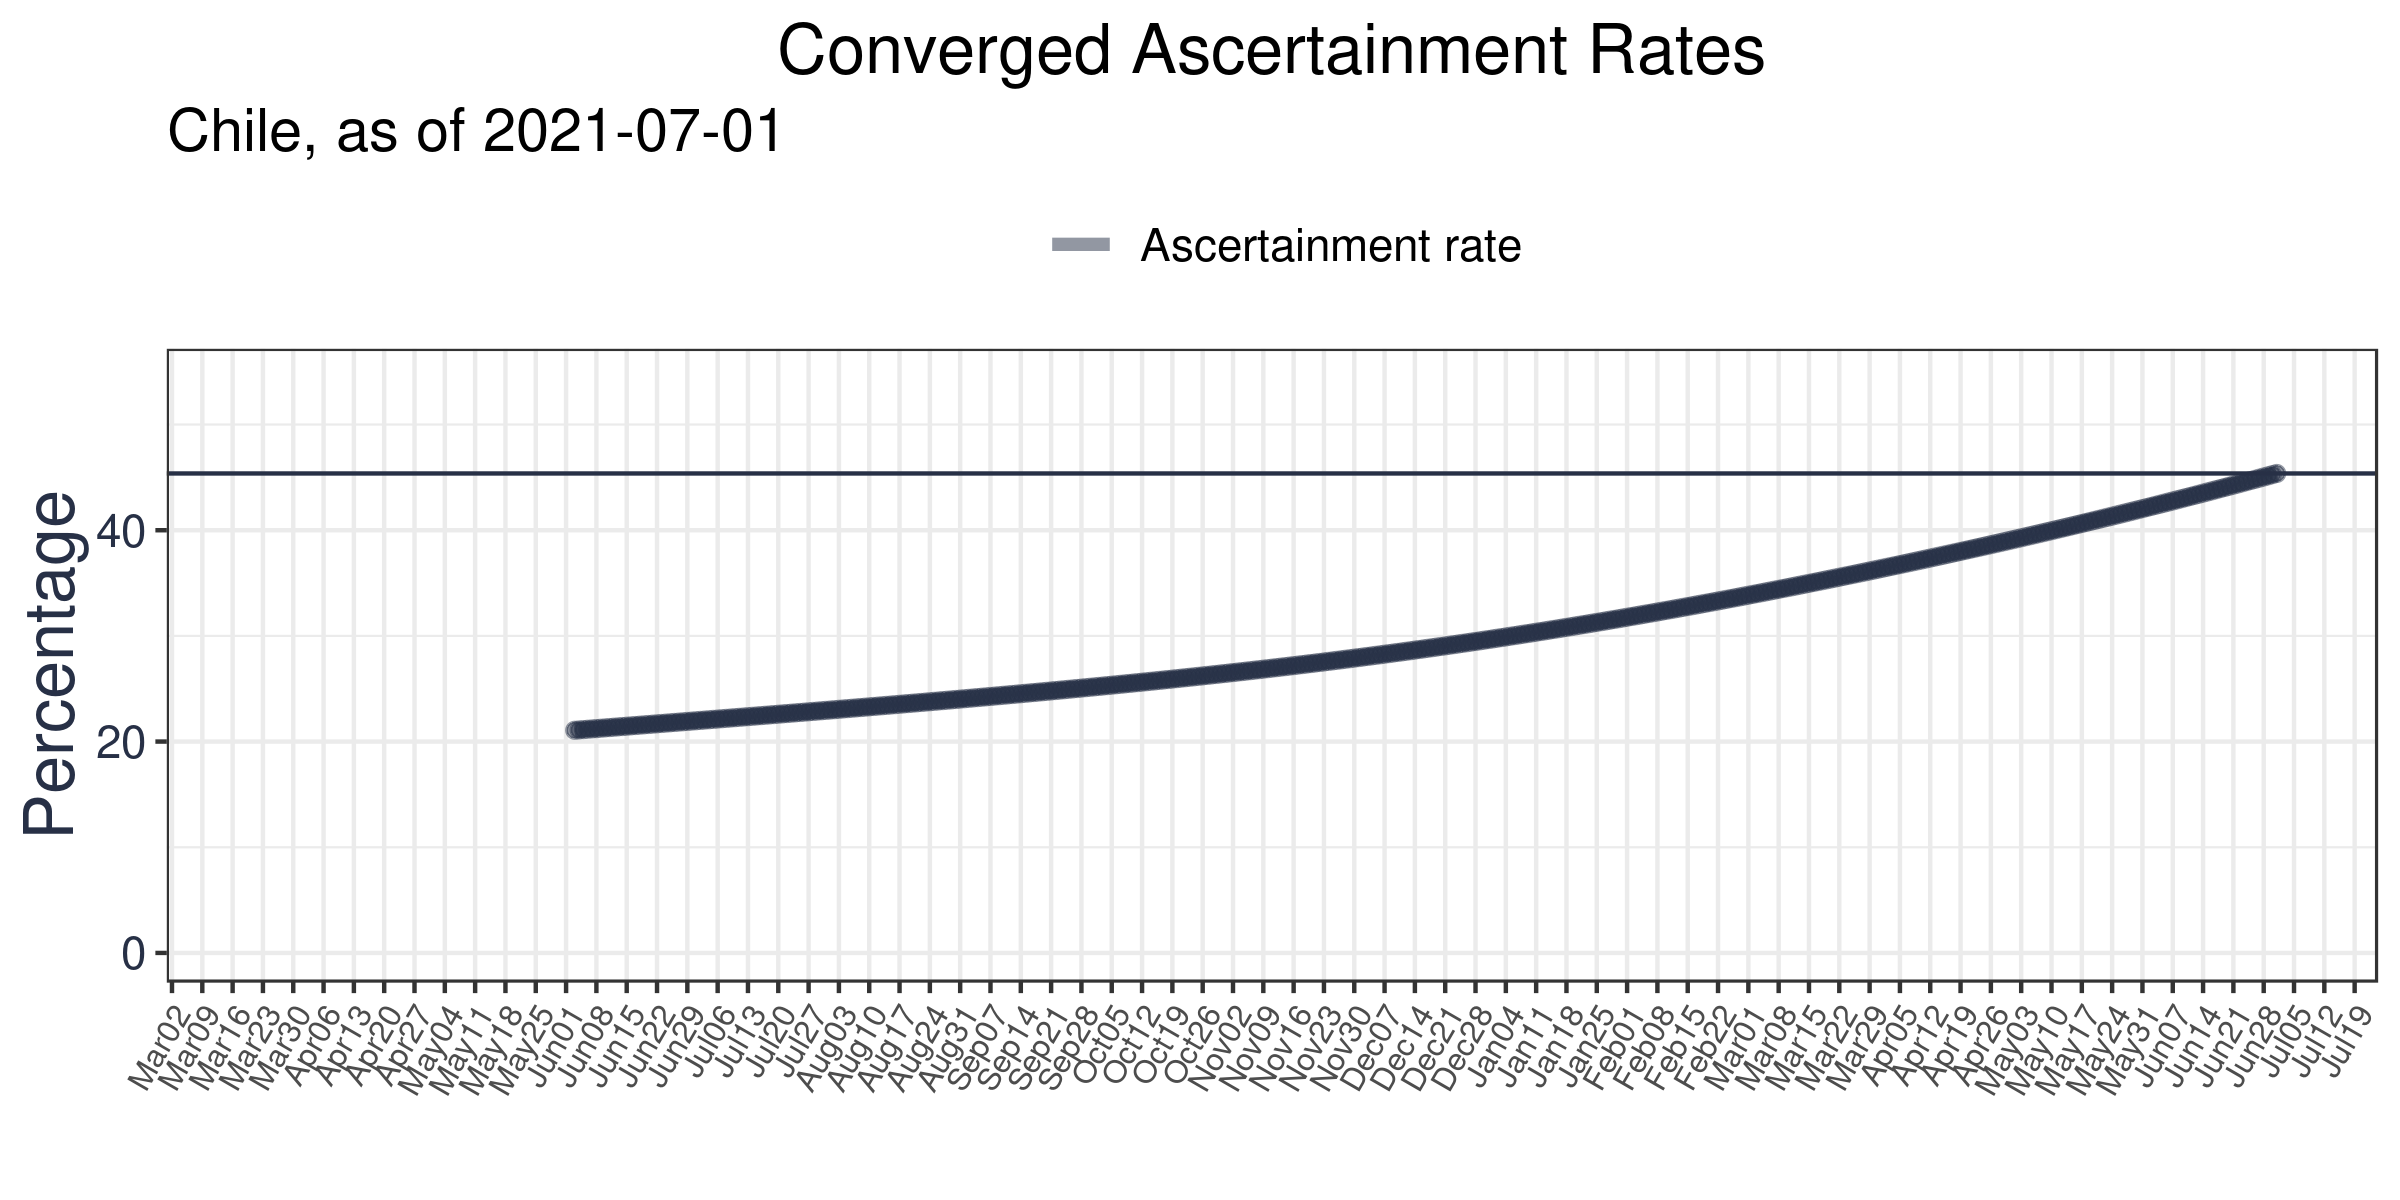 Converged Ascertainment Rates
Chile, as of 2021-07-01
Ascertainment rate
Percentage
40
20
0
Mar02
Mar09
Mar16
Mar23
Mar30
Apr06
Apr13
Apr20
Apr27
May04
May11
May18
May25
Jun01
Jun08
Jun15
Jun22
Jun29
Jul06
Jul13
Jul20
Jul27
Aug03
Aug10
Aug17
Aug24
Aug31
Sep07
Sep14
Sep21
Sep28
Oct05
Oct12
Oct19
Oct26
Nov02
Nov09
Nov16
Nov23
Nov30
Dec07
Dec14
Dec21
Dec28
Jan04
Jan11
Jan18
Jan25
Feb01
Feb08
Feb15
Feb22
Mar01
Mar08
Mar15
Mar22
Mar29
Apr05
Apr12
Apr19
Apr26
May03
May10
May17
May24
May31
Jun07
Jun14
Jun21
Jun28
Jul05
Jul12
Jul19